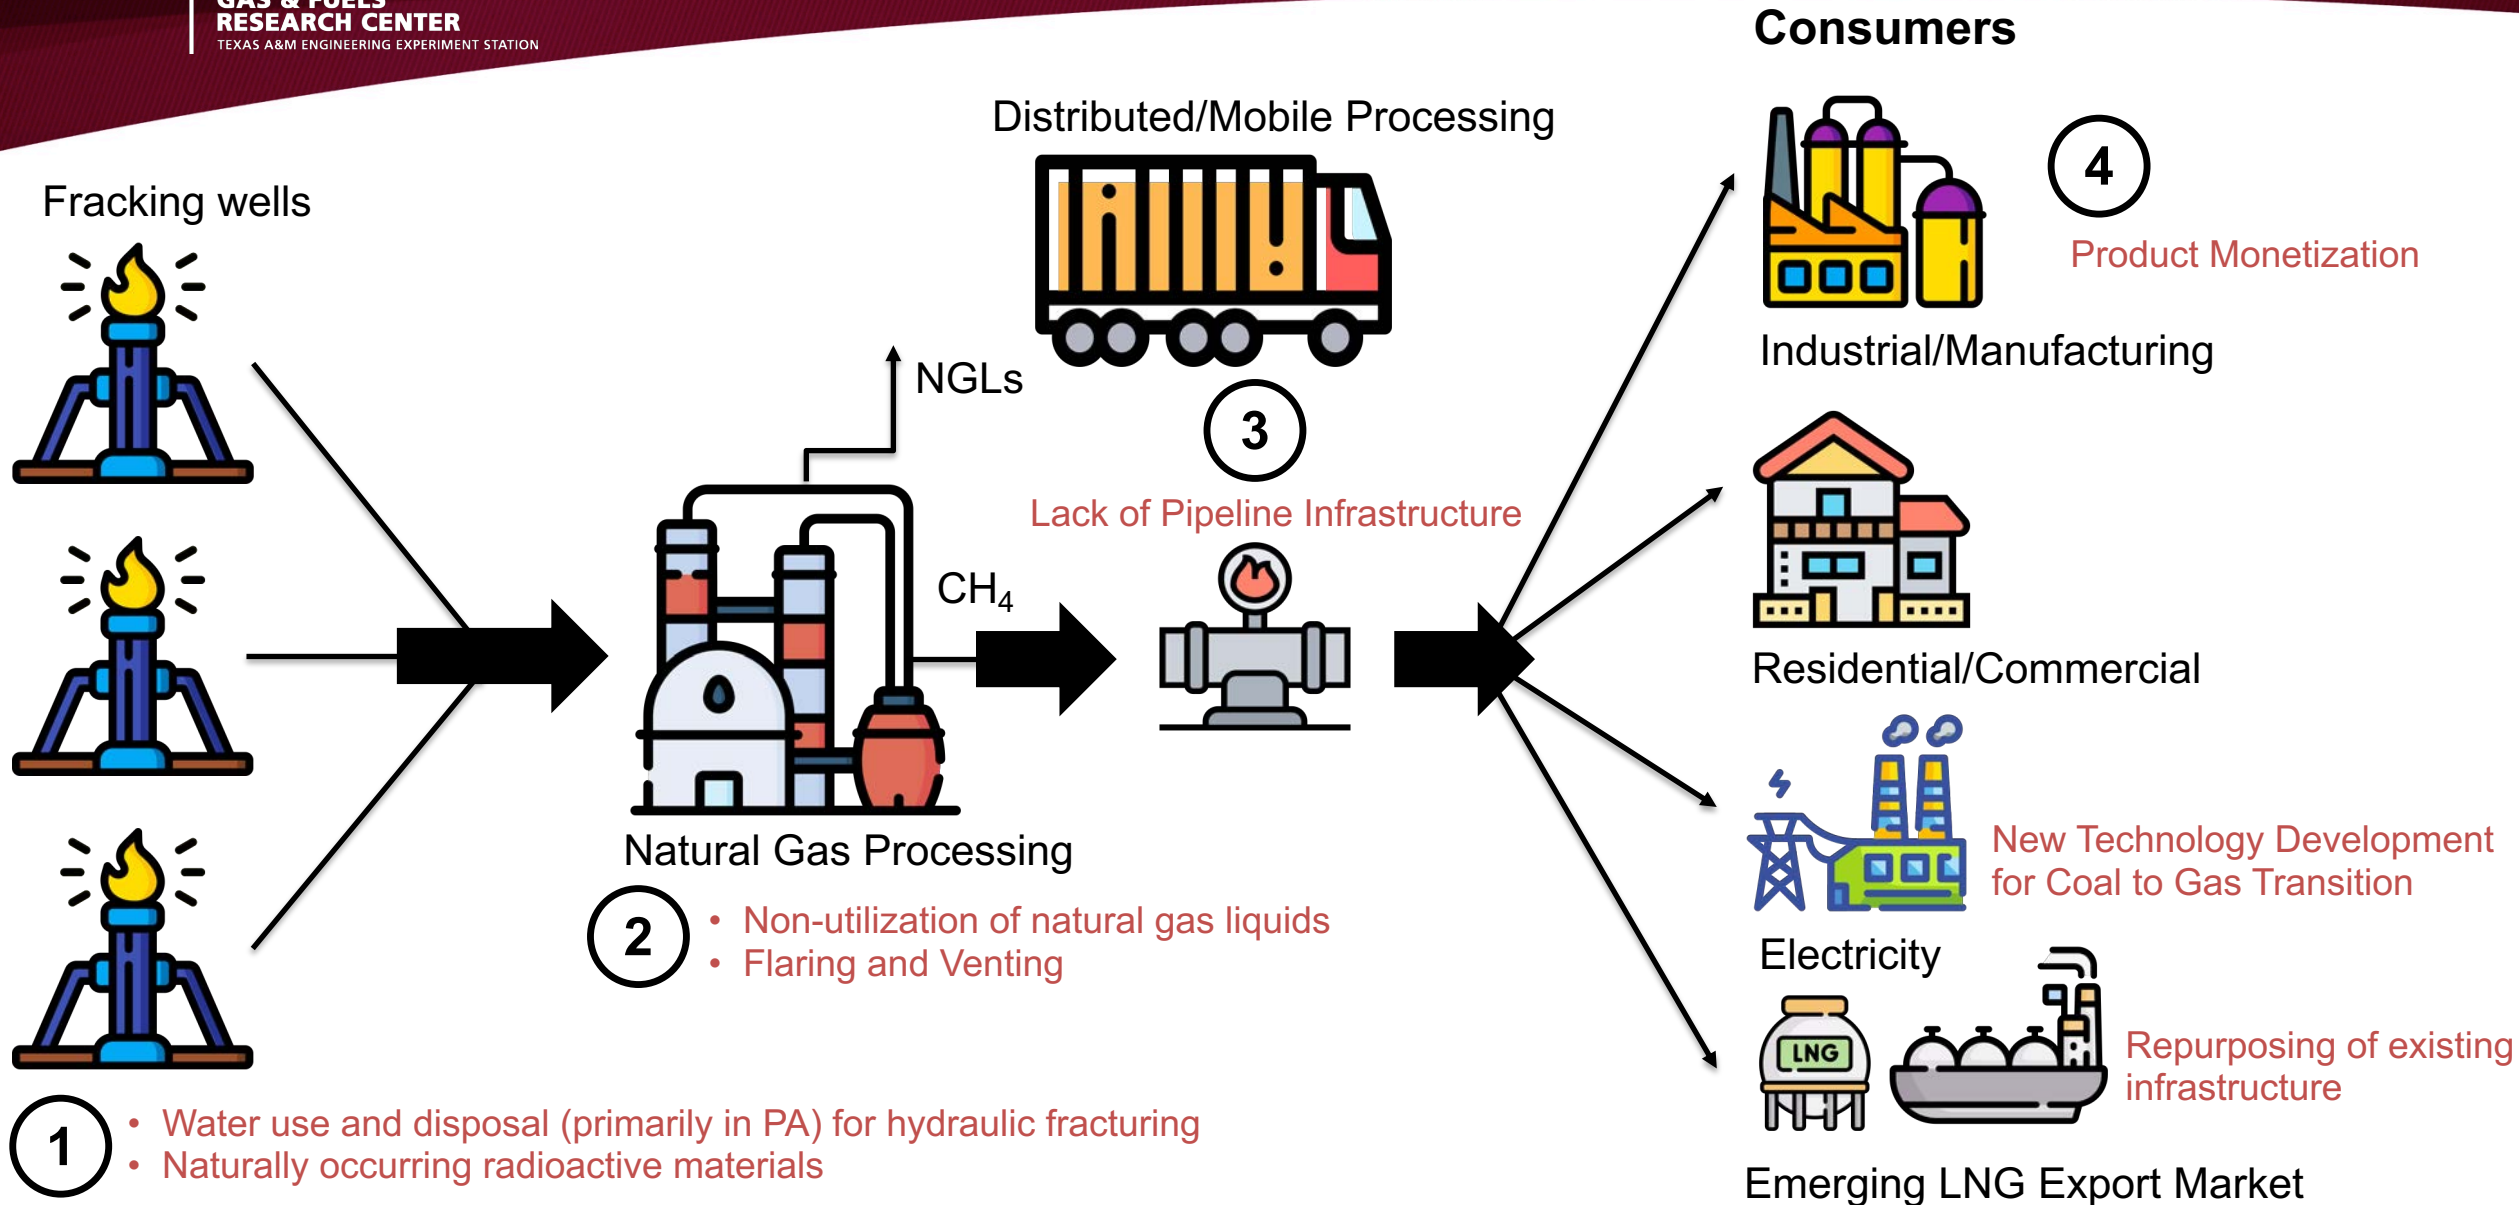 GAS & FUELS
RESEARCH CENTER
TEXAS A&M ENGINEERING EXPERIMENT STATION
Consumers
Distributed/Mobile Processing
4
Fracking wells
Product Monetization
Industrial/Manufacturing
NGLs
3
Lack of Pipeline Infrastructure
CH4
Residential/Commercial
Natural Gas Processing
New Technology Development
for Coal to Gas Transition
2
• Non-utilization of natural gas liquids
• Flaring and Venting
Electricity
LNG
Repurposing of existing
infrastructure
1
• Water use and disposal (primarily in PA) for hydraulic fracturing
• Naturally occurring radioactive materials
Emerging LNG Export Market